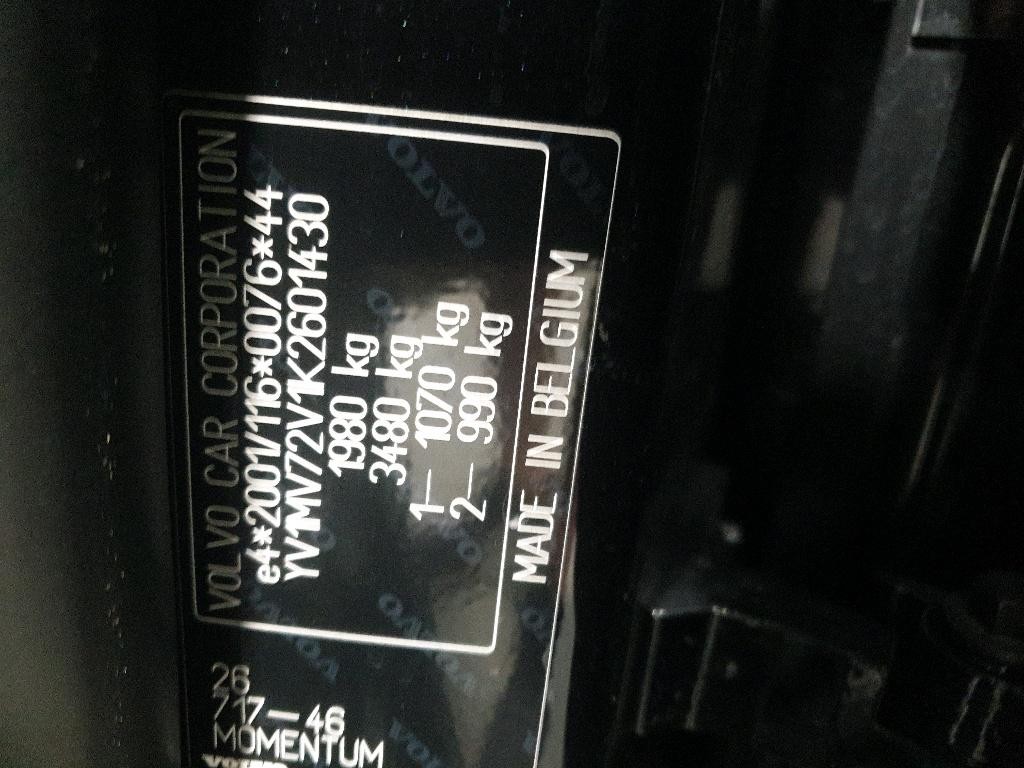 VOLVO CAR CORPORATION
e4*2001/116*0076*44
YV1MV72V1K2601430
1980 kg
3480 kg
1— 1070 kg
2— 990 kg
MADE IN BELGIUM
26
717—46
MOMENTUM